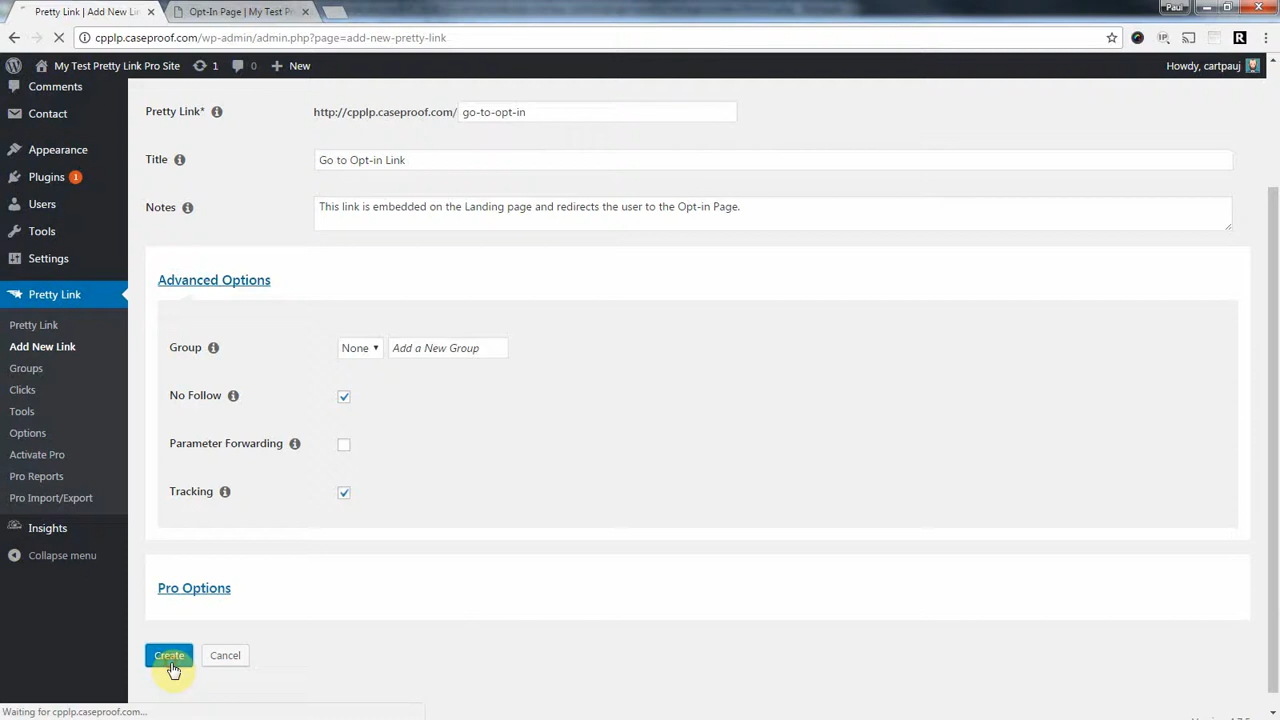 Pretty Link | Add New Lin
Opt-In Page | My Test Pr
Paul
cpplp.caseproof.com/wp-admin/admin.php?page=add-new-pretty-link
IP
R
My Test Pretty Link Pro Site
1
0
New
Howdy, cartpauj
Comments
Contact
Appearance
Plugins 1
Users
Tools
Settings
Pretty Link
Pretty Link
Add New Link
Groups
Clicks
Tools
Options
Activate Pro
Pro Reports
Pro Import/Export
Insights
Collapse menu
Pretty Link*
http://cpplp.caseproof.com/ go-to-opt-in
Title
Go to Opt-in Link
Notes
This link is embedded on the Landing page and redirects the user to the Opt-in Page.
Advanced Options
Group
None
Add a New Group
No Follow
Parameter Forwarding
Tracking
Pro Options
Create
Cancel
Waiting for cpplp.caseproof.com...